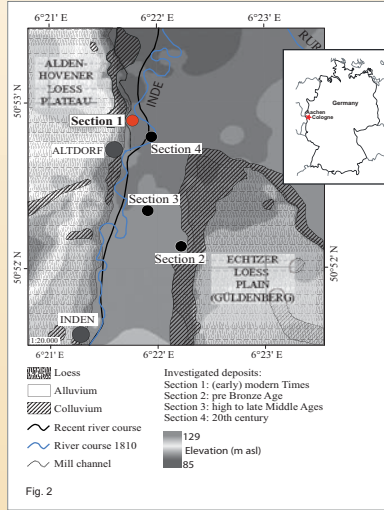 6°21' E 6°22' E 6°23' E
ALDEN-
HOVENER
LOESS
PLATEAU
INDE
RUR
Germany
Aachen
Cologne
50°53' N
50°53' N
Section 1
Section 4
ALTDORF
Section 3
Section 2
50°52' N
50°52' N
ECHTZER
LOESS
PLAIN
(GÜLDENBERG)
INDEN
1:20.000
6°21' E 6°22' E 6°23' E
Loess
Alluvium
Colluvium
Recent river course
River course 1810
Mill channel
Investigated deposits:
Section 1: (early) modern Times
Section 2: pre Bronze Age
Section 3: high to late Middle Ages
Section 4: 20th century
129
Elevation (m asl)
85
Fig. 2